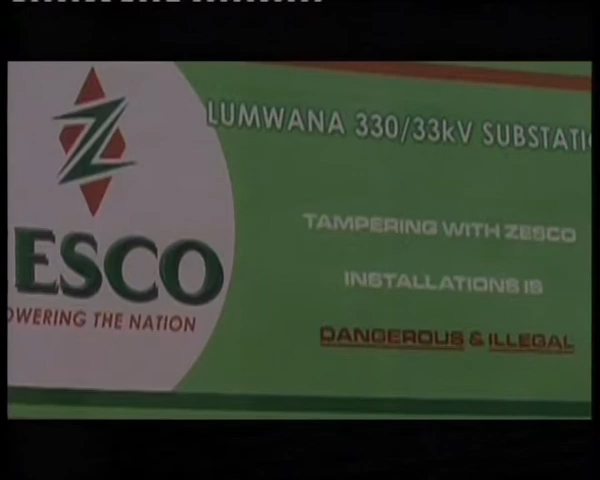 LUMWANA 330/33kV SUBSTATI
TAMPERING WITH ZESCO
INSTALLATIONS IS
DANGEROUS & ILLEGAL
ESCO
OWERING THE NATION